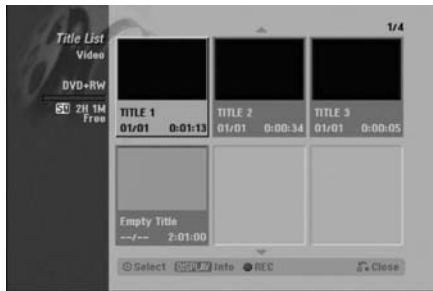 1/4
Title List
Video
DVD+RW
SQ 2H 1M
Free
TITLE 1
01/01 0:01:13
TITLE 2
01/01 0:00:34
TITLE 3
01/01 0:00:05
Empty Title
--/-- 2:01:00
Select DISPLAY Info REC Close